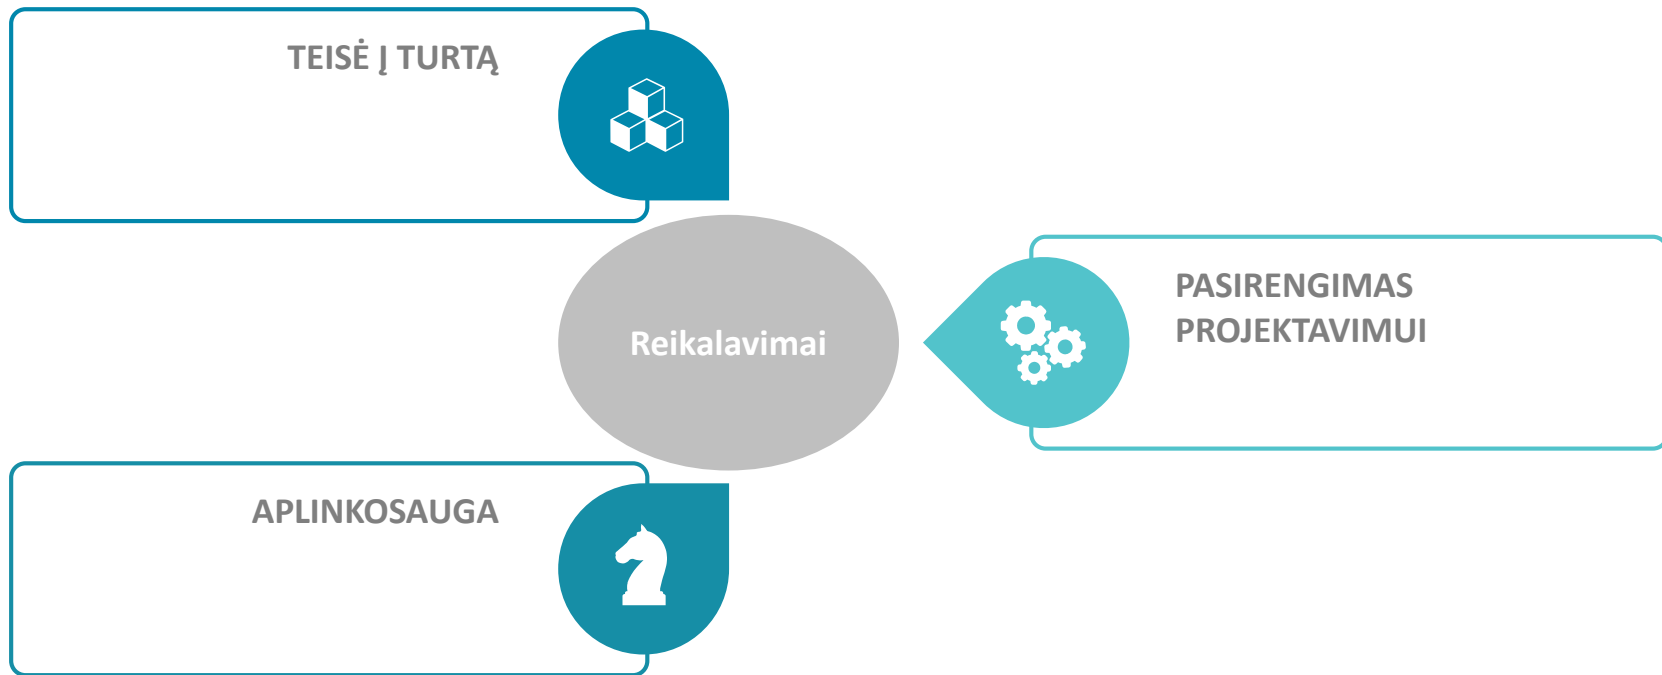 TEISĖ Į TURTĄ
Reikalavimai
PASIRENGIMAS
PROJEKTAVIMUI
APLINKOSAUGA